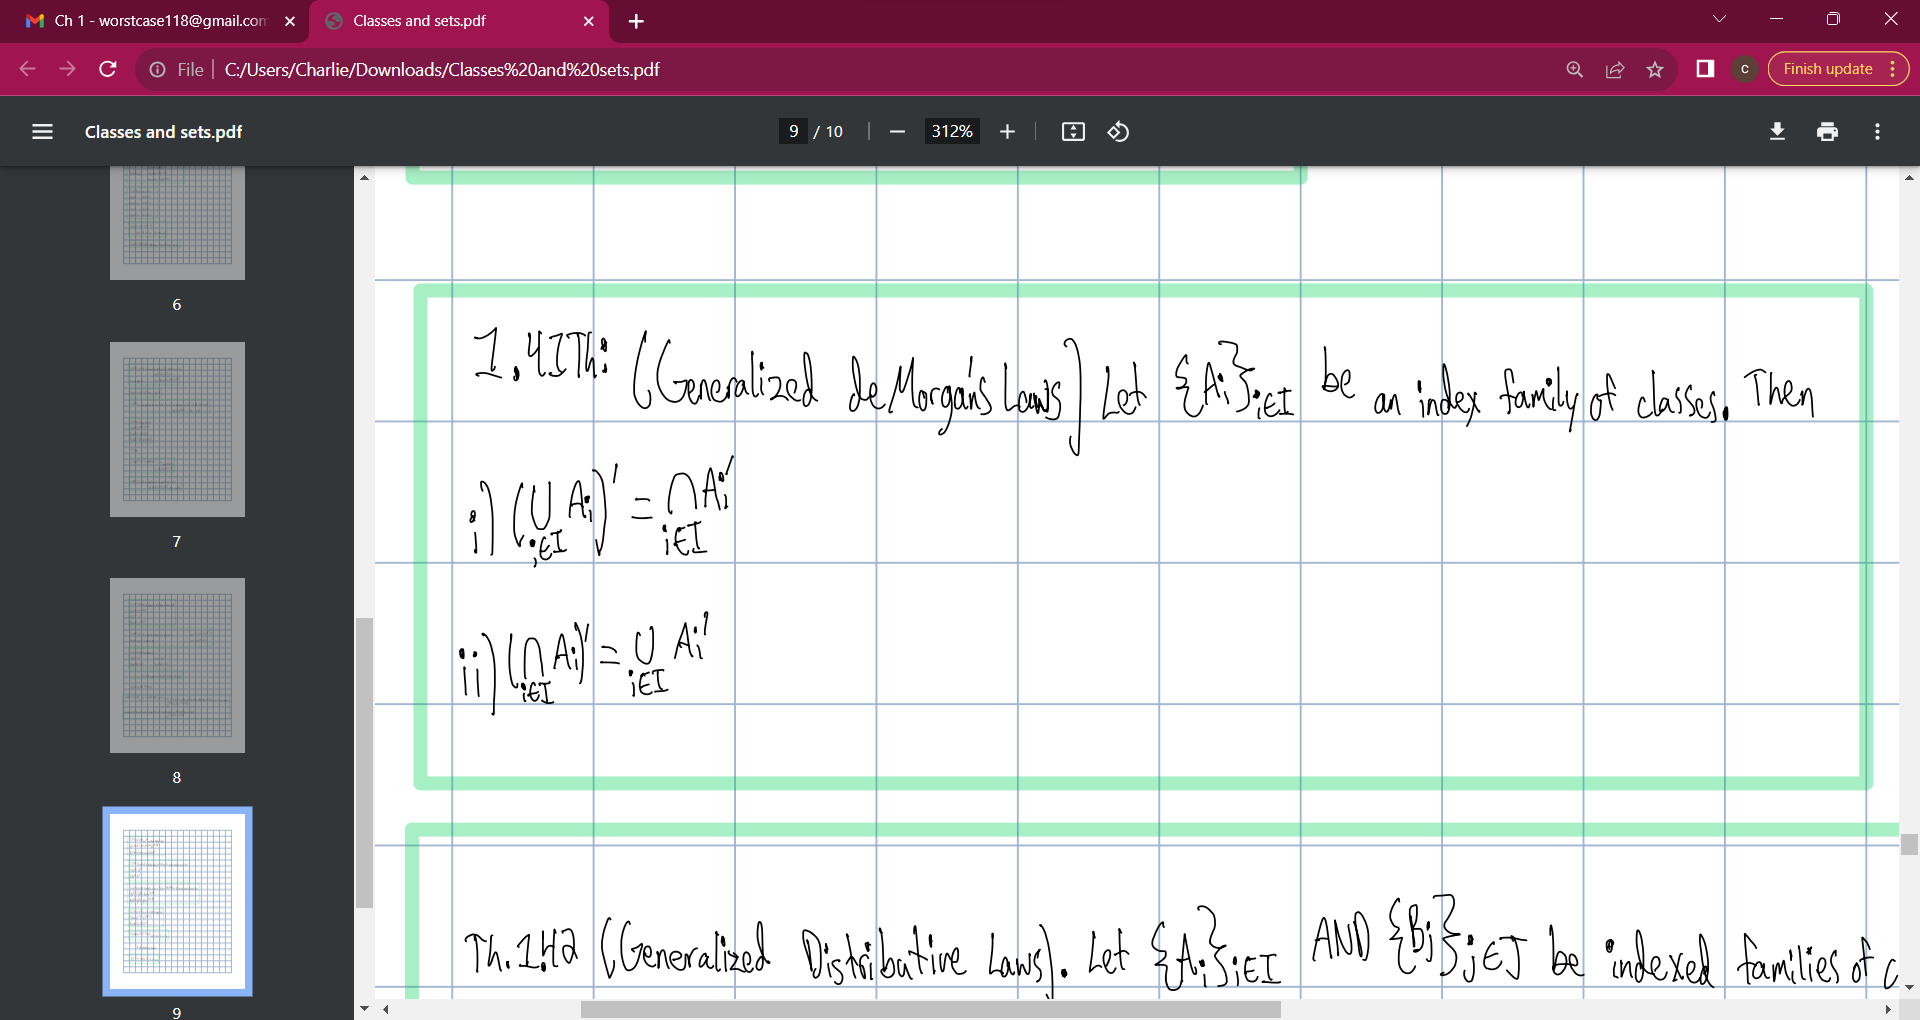 Ch 1 - worstcase118@gmail.com
Classes and sets.pdf
File
C:/Users/Charlie/Downloads/Classes%20and%20sets.pdf
C
Finish update
Classes and sets.pdf
9 / 10
312%
6
7
8
9
1.41Th: (Generalized deMorgan's Laws) Let {Ai}i∈I be an index family of classes. Then
i) (∪ Ai)' = ∩ Ai'
i∈I i∈I
ii) (∩ Ai)' = ∪ Ai'
i∈I i∈I
Th. 1.42 (Generalized Distributive Laws). Let {Ai}i∈I AND {Bj}j∈J be indexed families of c